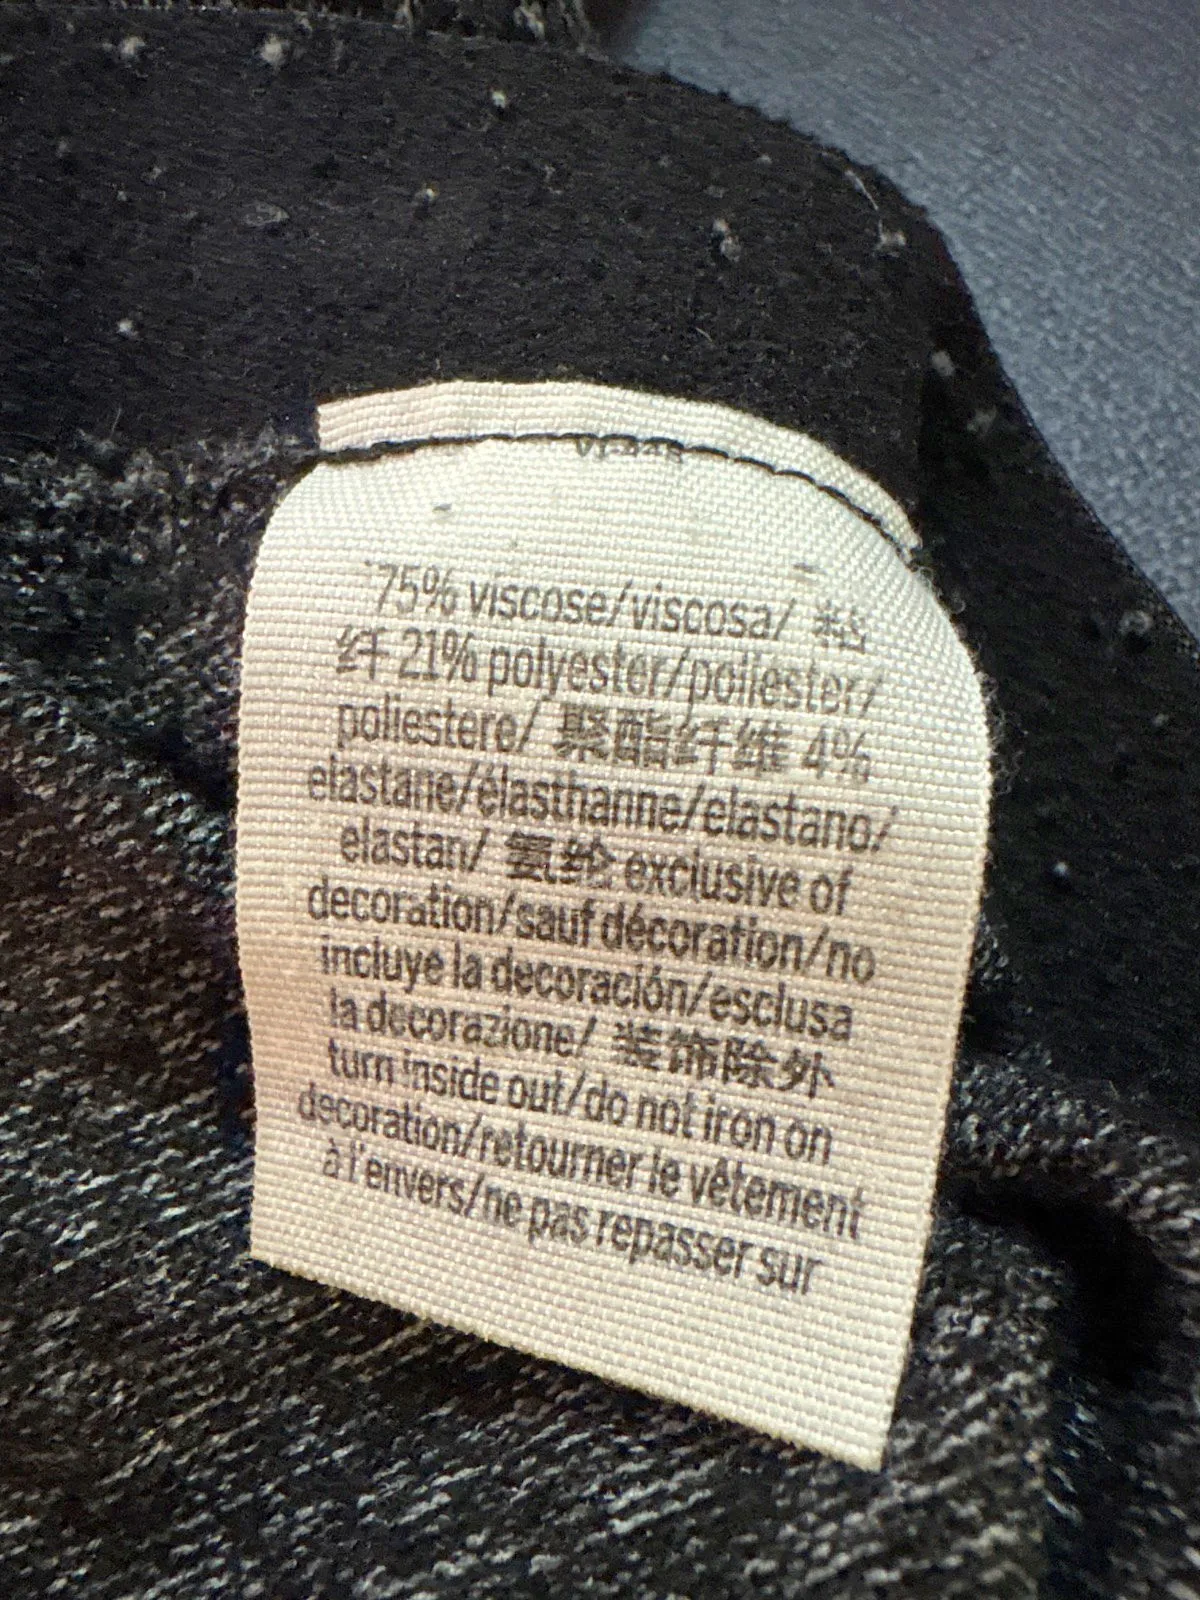 75% viscose/viscosa/ 粘
纤 21% polyester/poliester/
poliestere/ 聚酯纤维 4%
elastane/élasthanne/elastano/
elastan/ 氨纶 exclusive of
decoration/sauf décoration/no
incluye la decoración/esclusa
la decorazione/ 装饰除外
turn inside out/do not iron on
decoration/retourner le vêtement
à l'envers/ne pas repasser sur